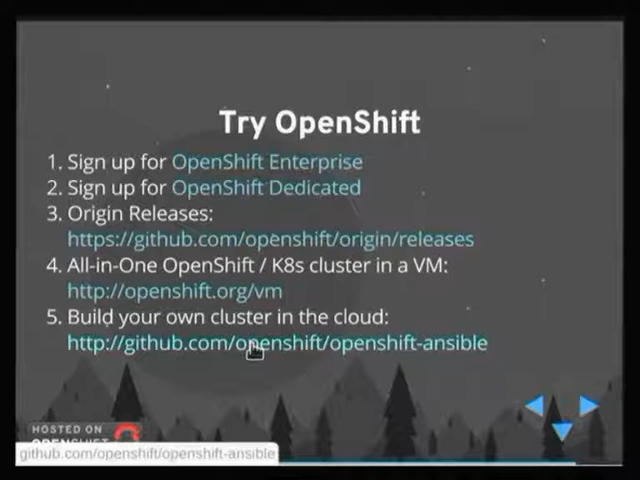 Try OpenShift
1. Sign up for OpenShift Enterprise
2. Sign up for OpenShift Dedicated
3. Origin Releases:
https://github.com/openshift/origin/releases
4. All-in-One OpenShift / K8s cluster in a VM:
http://openshift.org/vm
5. Build your own cluster in the cloud:
http://github.com/openshift/openshift-ansible
HOSTED ON
OPENSHIFT
github.com/openshift/openshift-ansible